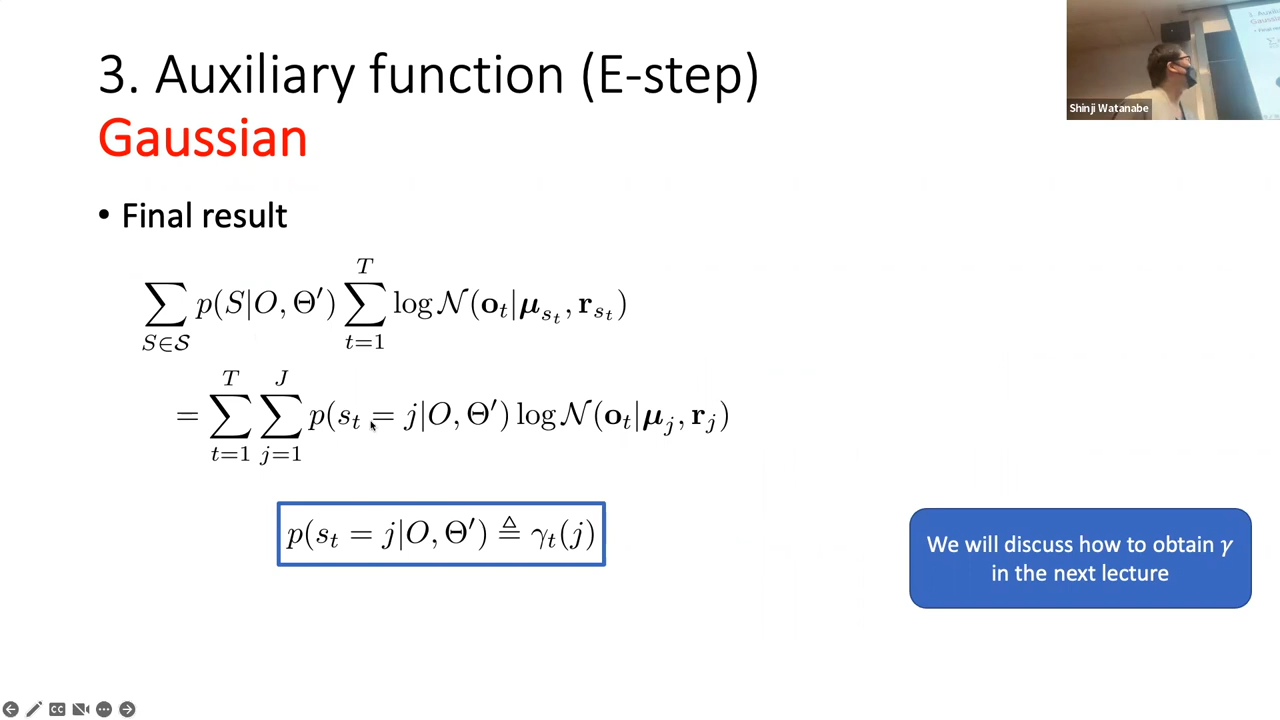 3. Auxiliary function (E-step)
Gaussian
• Final result
∑_{S∈𝒮} p(S|O, Θ′) ∑_{t=1}^{T} log 𝒩(𝐨_t|𝛍_{s_t}, 𝐫_{s_t})
= ∑_{t=1}^{T} ∑_{j=1}^{J} p(s_t = j|O, Θ′) log 𝒩(𝐨_t|𝛍_j, 𝐫_j)
p(s_t = j|O, Θ′) ≜ γ_t(j)
We will discuss how to obtain γ
in the next lecture
Shinji Watanabe
CC